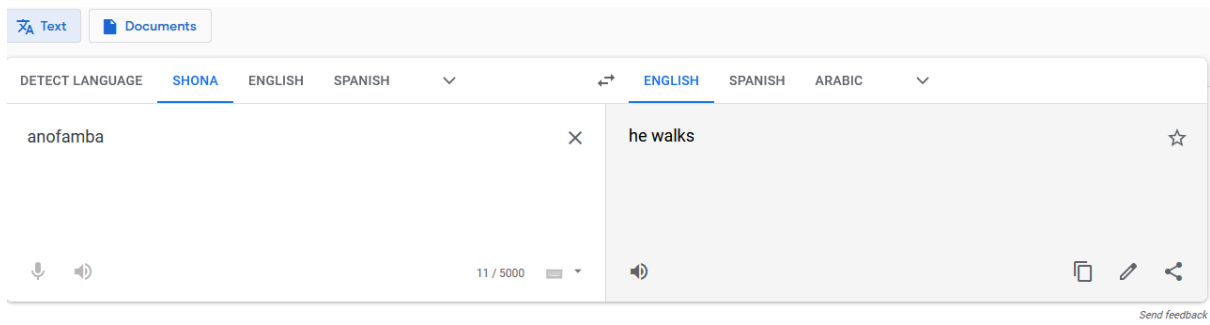 Text Documents
DETECT LANGUAGE SHONA ENGLISH SPANISH ENGLISH SPANISH ARABIC
anofamba he walks
11 / 5000
Send feedback